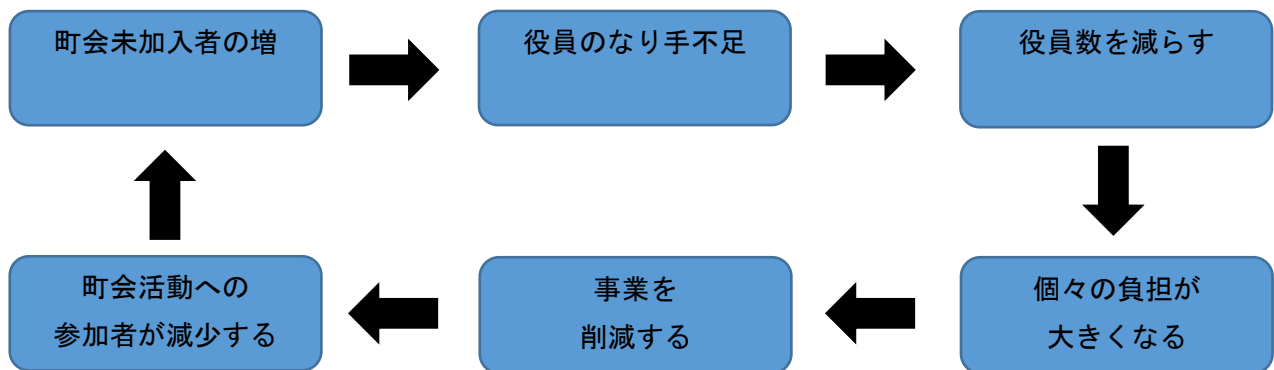 町会未加入者の増
役員のなり手不足
役員数を減らす
町会活動への
参加者が減少する
事業を
削減する
個々の負担が
大きくなる